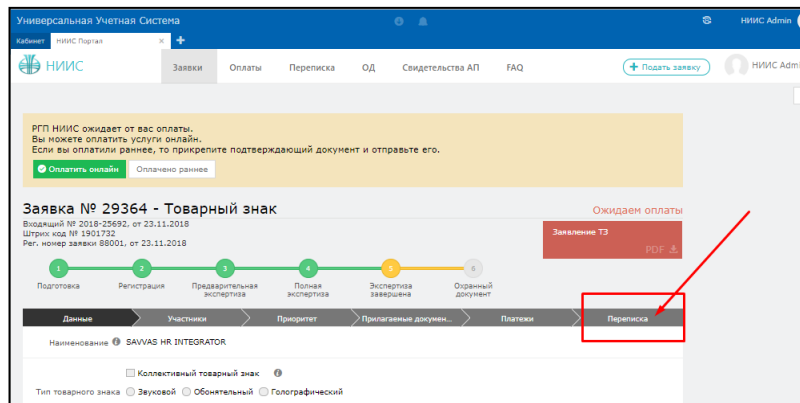 Универсальная Учетная Система
НИИС Admin
Кабинет НИИС Портал × +
НИИС Заявки Оплаты Переписка ОД Свидетельства АП FAQ + Подать заявку НИИС Admi
РГП НИИС ожидает от вас оплаты.
Вы можете оплатить услуги онлайн.
Если вы оплатили раннее, то прикрепите подтверждающий документ и отправьте его.
Оплатить онлайн Оплачено раннее
Заявка № 29364 - Товарный знак
Ожидаем оплаты
Входящий № 2018-25692, от 23.11.2018
Штрих код № 1901732
Рег. номер заявки 88001, от 23.11.2018
Заявление ТЗ
PDF
1 2 3 4 5 6
Подготовка Регистрация Предварительная экспертиза Полная экспертиза Экспертиза завершена Охранный документ
Данные Участники Приоритет Прилагаемые докумен... Платежи Переписка
Наименование SAVVAS HR INTEGRATOR
Коллективный товарный знак
Тип товарного знака Звуковой Обонятельный Голографический